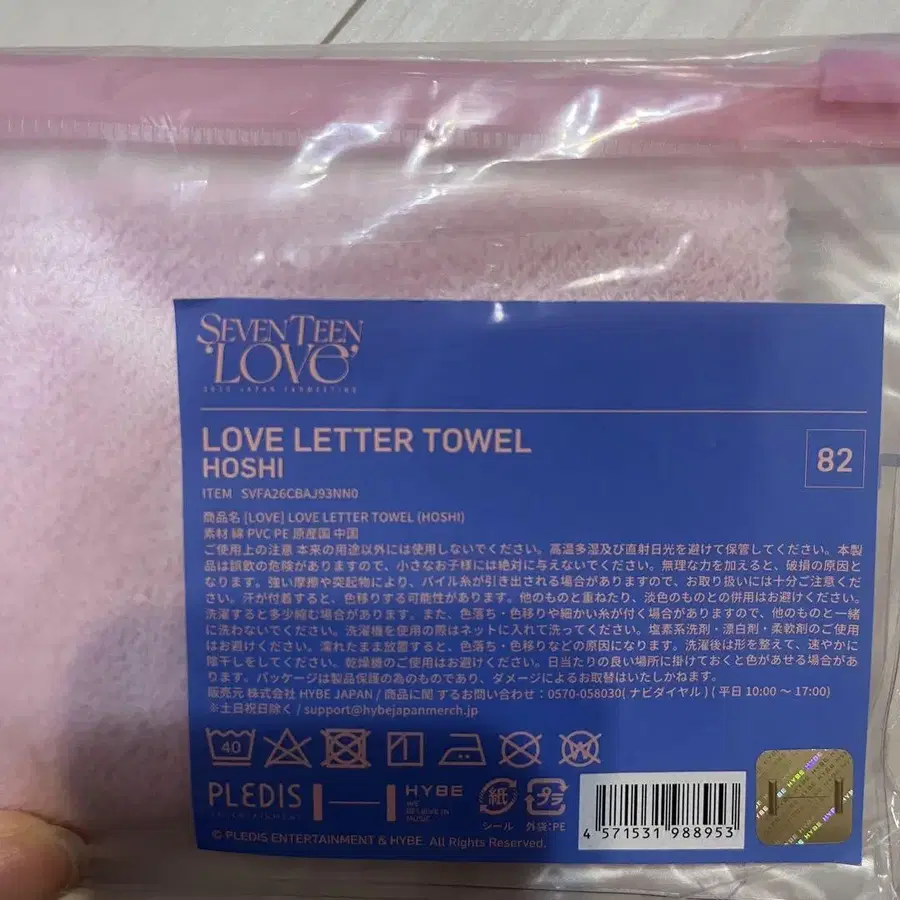 SEVENTEEN
'LOVE'
JAPAN FANMEETING
LOVE LETTER TOWEL
HOSHI
82
ITEM SVFA26CBAJ93NN0
商品名 [LOVE] LOVE LETTER TOWEL (HOSHI)
素材 綿 PVC PE 原産国 中国
ご使用上の注意 本来の用途以外には使用しないでください。高温多湿及び直射日光を避けて保管してください。本製
品は誤飲の危険がありますので、小さなお子様には絶対に与えないでください。無理な力を加えると、破損の原因と
なります。強い摩擦や突起物により、パイル糸が引き出される場合がありますので、お取り扱いには十分ご注意くだ
さい。汗が付着すると、色移りする可能性があります。他のものと重ねたり、淡色のものとの併用はお避けください。
洗濯すると多少縮む場合があります。また、色落ち・色移りや細かい糸が付く場合がありますので、他のものと一緒
に洗わないでください。洗濯機を使用の際はネットに入れて洗ってください。塩素系洗剤・漂白剤・柔軟剤のご使用
はお避けください。濡れたまま放置すると、色落ち・色移りなどの原因になります。洗濯後は形を整えて、速やかに
陰干しをしてください。乾燥機のご使用はお避けください。日当たりの良い場所に掛けておくと色があせる場合があ
ります。パッケージは製品保護の為のものであり、ダメージによるお取替はいたしかねます。
販売元 株式会社 HYBE JAPAN / 商品に関するお問い合わせ：0570-058030( ナビダイヤル ) ( 平日 10:00 ～ 17:00)
※土日祝日除く / support@hybejapanmerch.jp
40
PLEDIS
ENTERTAINMENT
HYBE
WE
BELIEVE IN
MUSIC
紙
シール
プラ
外袋:PE
4 571531 988953
HYBE
© PLEDIS ENTERTAINMENT & HYBE. All Rights Reserved.